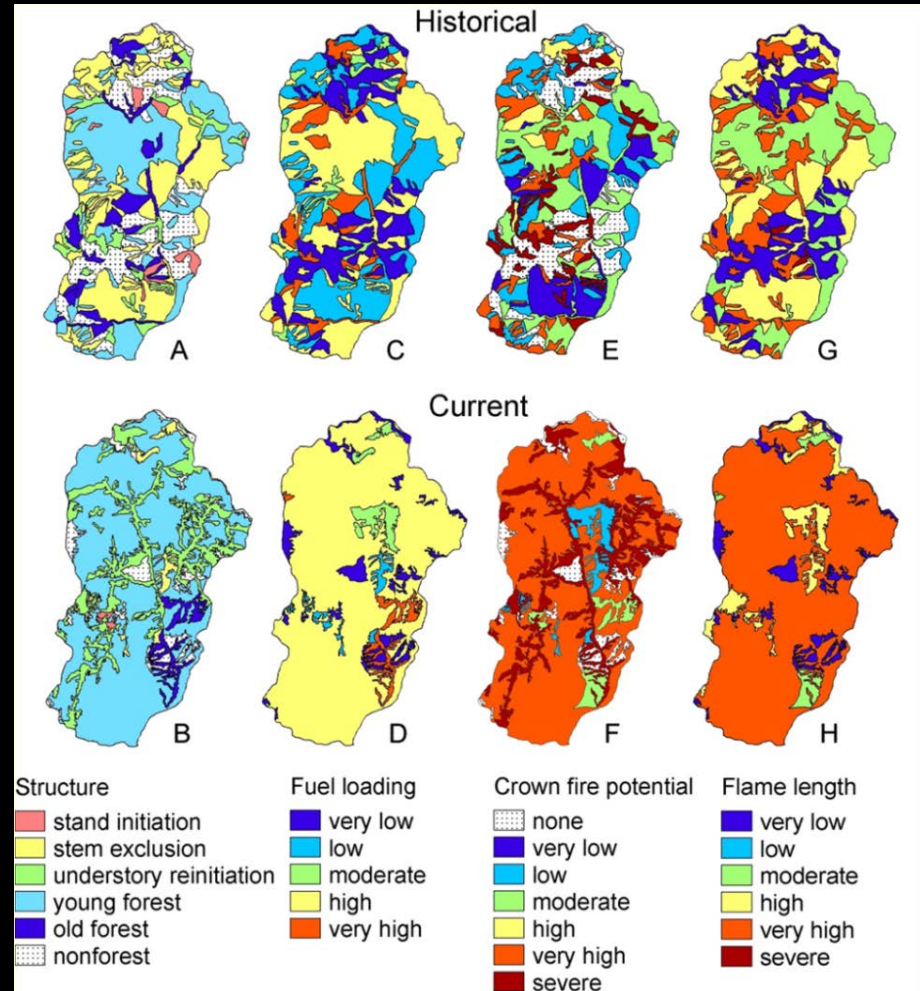 Historical
A
C
E
G
Current
B
D
F
H
Structure
stand initiation
stem exclusion
understory reinitiation
young forest
old forest
nonforest
Fuel loading
very low
low
moderate
high
very high
Crown fire potential
none
very low
low
moderate
high
very high
severe
Flame length
very low
low
moderate
high
very high
severe